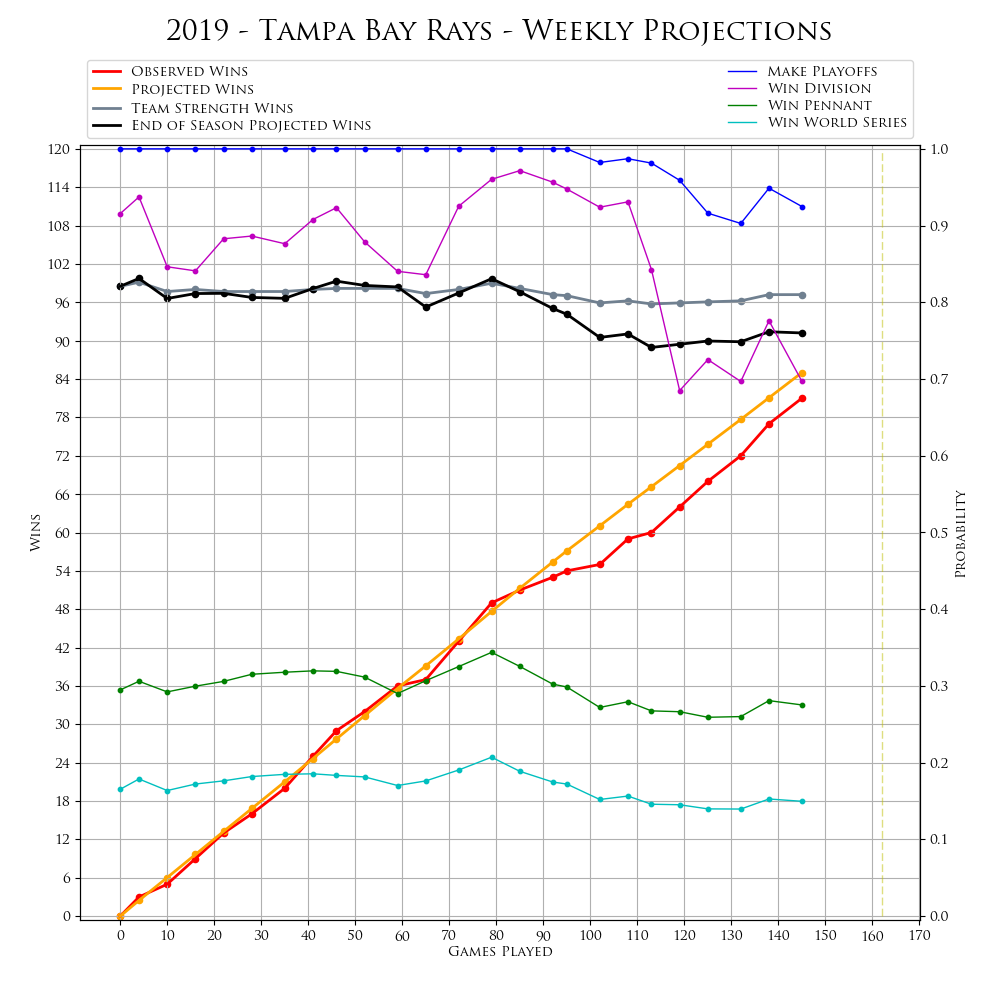 2019 - Tampa Bay Rays - Weekly Projections
Observed Wins
Projected Wins
Team Strength Wins
End of Season Projected Wins
Make Playoffs
Win Division
Win Pennant
Win World Series
120
114
108
102
96
90
84
78
72
66
60
54
48
42
36
30
24
18
12
6
0
Wins
1.0
0.9
0.8
0.7
0.6
0.5
0.4
0.3
0.2
0.1
0.0
Probability
0 10 20 30 40 50 60 70 80 90 100 110 120 130 140 150 160 170
Games Played